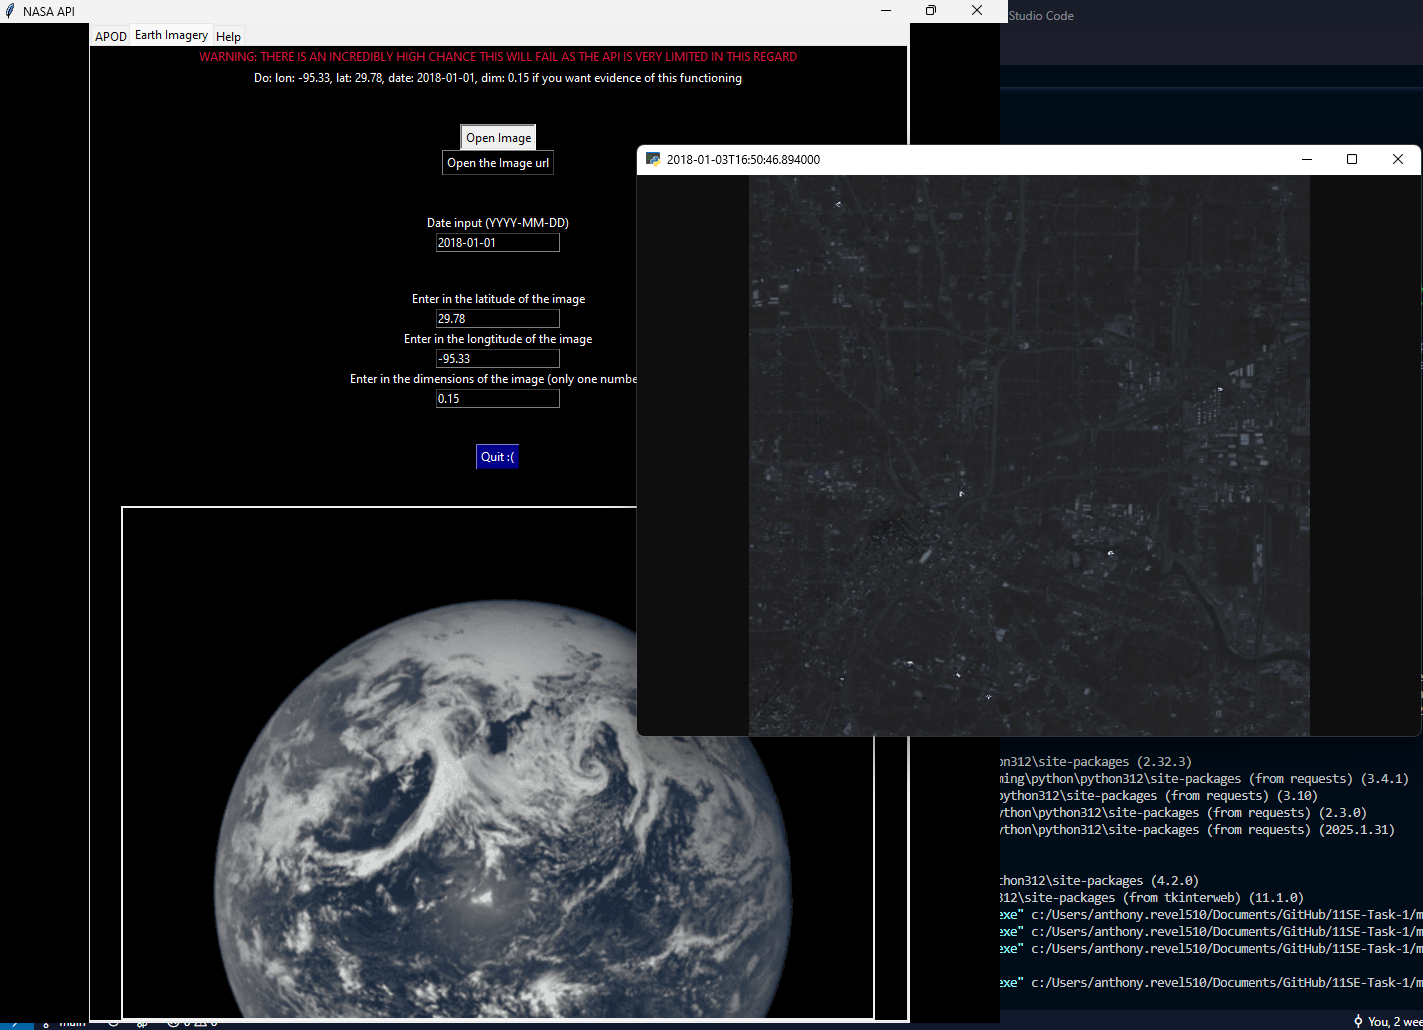 NASA API
Studio Code
APOD Earth Imagery Help
WARNING: THERE IS AN INCREDIBLY HIGH CHANCE THIS WILL FAIL AS THE API IS VERY LIMITED IN THIS REGARD
Do: lon: -95.33, lat: 29.78, date: 2018-01-01, dim: 0.15 if you want evidence of this functioning
Open Image
Open the Image url
2018-01-03T16:50:46.894000
Date input (YYYY-MM-DD)
2018-01-01
Enter in the latitude of the image
29.78
Enter in the longtitude of the image
-95.33
Enter in the dimensions of the image (only one numbe
0.15
Quit :(
on312\site-packages (2.32.3)
ming\python\python312\site-packages (from requests) (3.4.1)
python312\site-packages (from requests) (3.10)
ython\python312\site-packages (from requests) (2.3.0)
ython\python312\site-packages (from requests) (2025.1.31)
thon312\site-packages (4.2.0)
312\site-packages (from tkinterweb) (11.1.0)
exe" c:/Users/anthony.revel510/Documents/GitHub/11SE-Task-1/m
exe" c:/Users/anthony.revel510/Documents/GitHub/11SE-Task-1/m
exe" c:/Users/anthony.revel510/Documents/GitHub/11SE-Task-1/m
exe" c:/Users/anthony.revel510/Documents/GitHub/11SE-Task-1/m
main
You, 2 wee